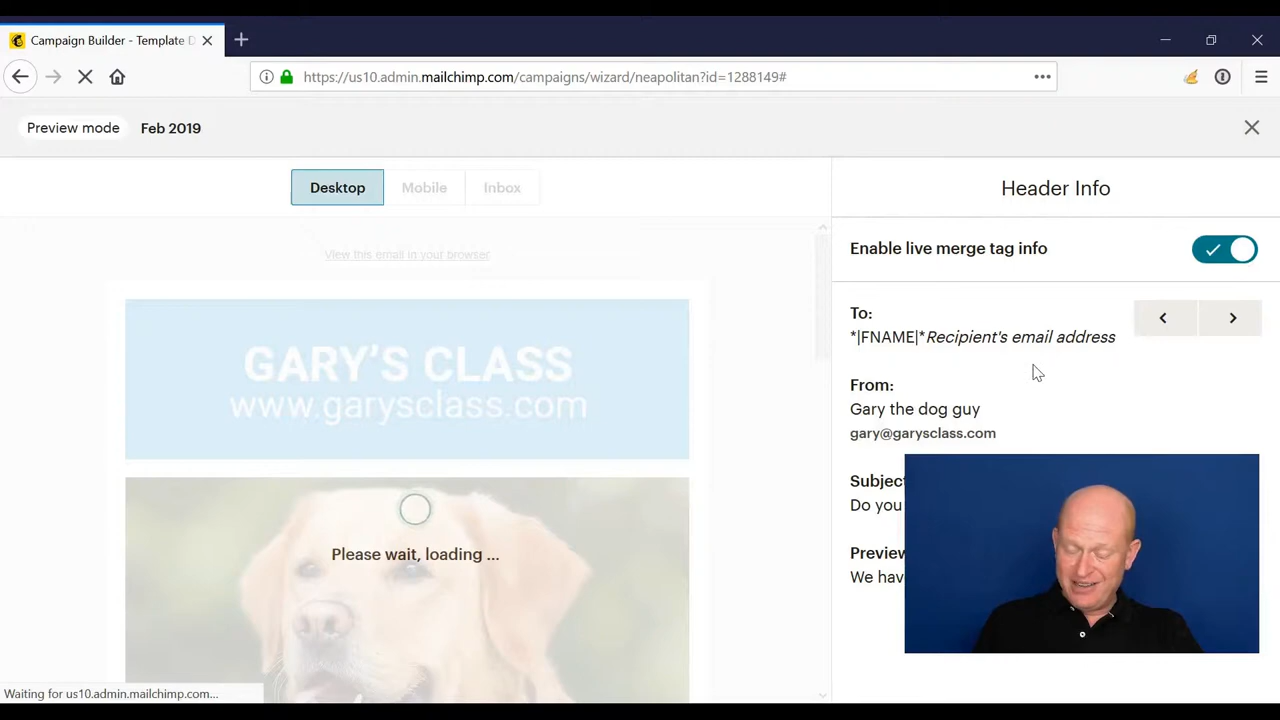 Campaign Builder - Template D
https://us10.admin.mailchimp.com/campaigns/wizard/neapolitan?id=1288149#
Preview mode
Feb 2019
Desktop
Mobile
Inbox
View this email in your browser
GARY'S CLASS
www.garysclass.com
Please wait, loading ...
Header Info
Enable live merge tag info
To:
*|FNAME|*Recipient's email address
From:
Gary the dog guy
gary@garysclass.com
Subject
Do you
Preview
We hav
Waiting for us10.admin.mailchimp.com...